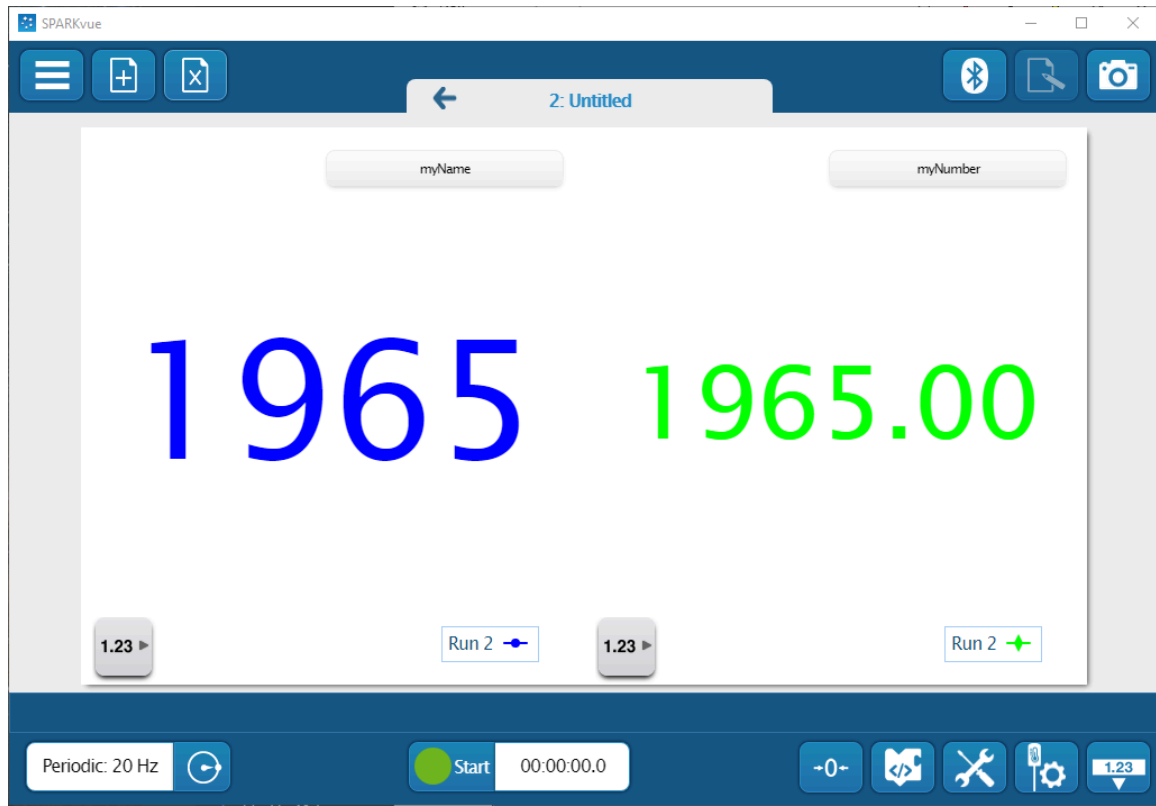 SPARKvue
2: Untitled
myName
myNumber
1965
1965.00
1.23
Run 2
1.23
Run 2
Periodic: 20 Hz
Start
00:00:00.0
0
1.23